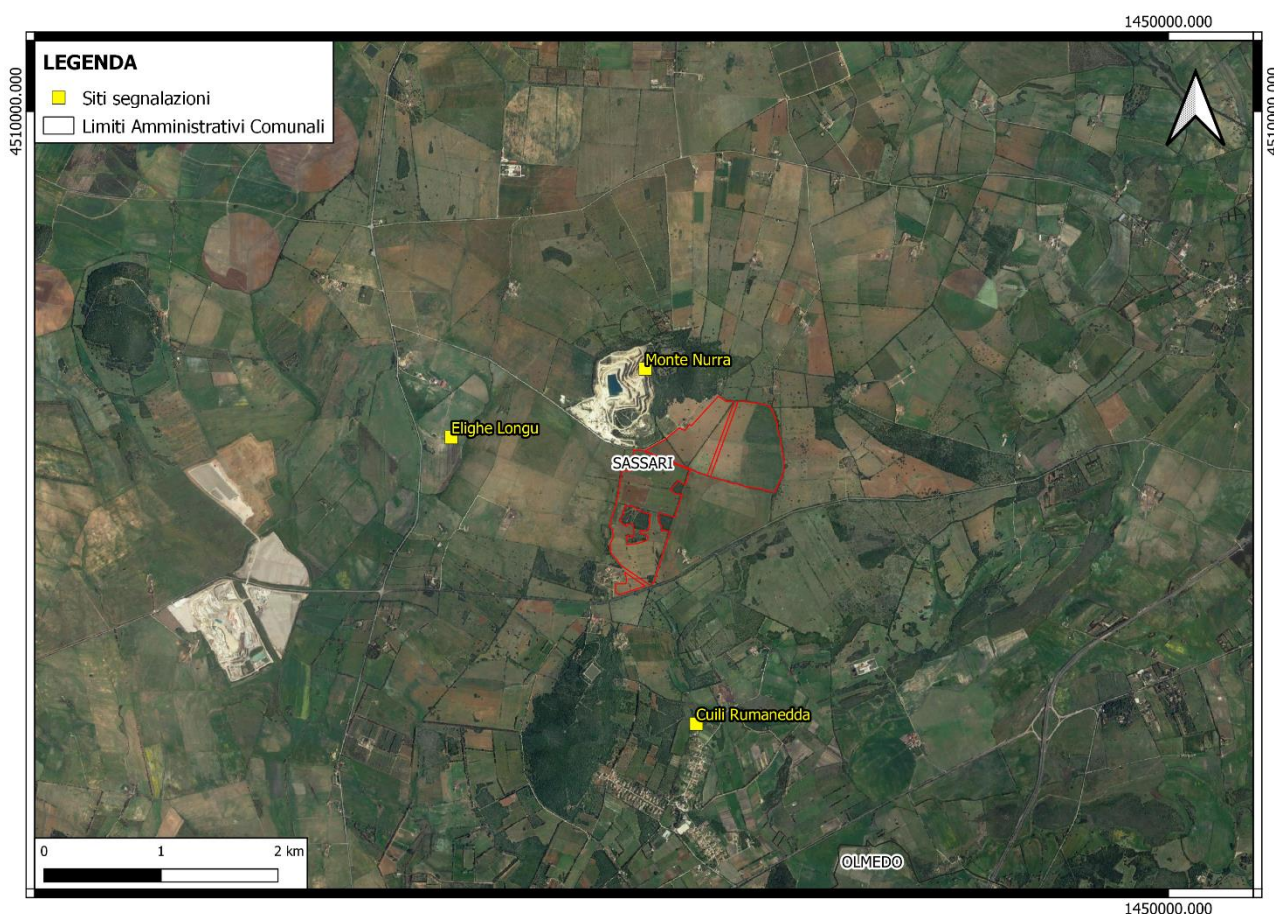 1450000.000
LEGENDA
Siti segnalazioni
Limiti Amministrativi Comunali
4510000.000
4510000.000
Monte Nurra
Elighe Longu
SASSARI
Cuili Rumanedda
OLMEDO
0 1 2 km
1450000.000